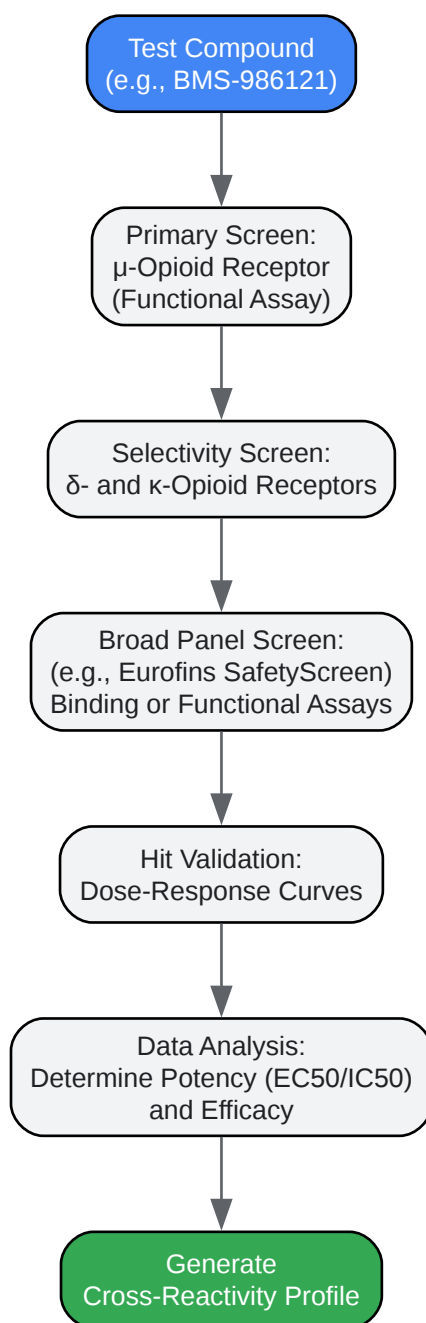 Test Compound
(e.g., BMS-986121)
Primary Screen:
μ-Opioid Receptor
(Functional Assay)
Selectivity Screen:
δ- and κ-Opioid Receptors
Broad Panel Screen:
(e.g., Eurofins SafetyScreen)
Binding or Functional Assays
Hit Validation:
Dose-Response Curves
Data Analysis:
Determine Potency (EC50/IC50)
and Efficacy
Generate
Cross-Reactivity Profile